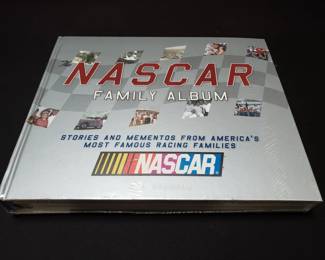 NASCAR
FAMILY ALBUM
STORIES AND MEMENTOS FROM AMERICA'S
MOST FAMOUS RACING FAMILIES
NASCAR